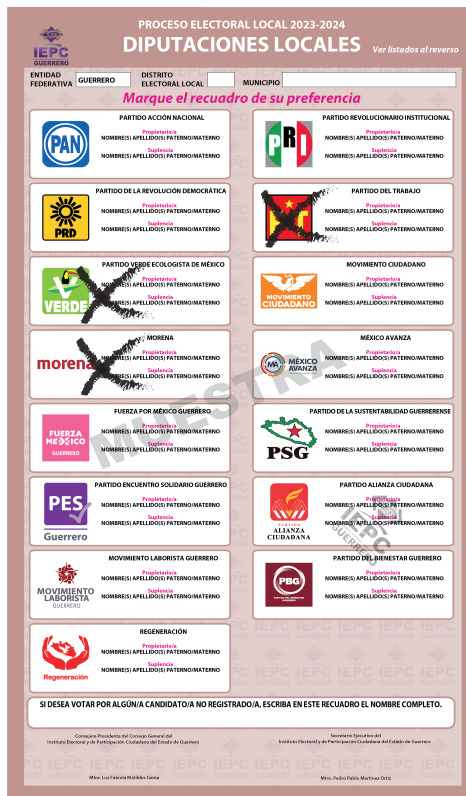 PROCESO ELECTORAL LOCAL 2023-2024
DIPUTACIONES LOCALES
Ver listados al reverso
IEPC
GUERRERO
ENTIDAD
FEDERATIVA
GUERRERO
DISTRITO
ELECTORAL LOCAL
MUNICIPIO
Marque el recuadro de su preferencia
PARTIDO ACCIÓN NACIONAL
PAN
Propietario/a
NOMBRE(S) APELLIDO(S) PATERNO/MATERNO
Suplencia
NOMBRE(S) APELLIDO(S) PATERNO/MATERNO
PARTIDO REVOLUCIONARIO INSTITUCIONAL
PRI
Propietario/a
NOMBRE(S) APELLIDO(S) PATERNO/MATERNO
Suplencia
NOMBRE(S) APELLIDO(S) PATERNO/MATERNO
PARTIDO DE LA REVOLUCIÓN DEMOCRÁTICA
PRD
Propietario/a
NOMBRE(S) APELLIDO(S) PATERNO/MATERNO
Suplencia
NOMBRE(S) APELLIDO(S) PATERNO/MATERNO
PARTIDO DEL TRABAJO
Propietario/a
NOMBRE(S) APELLIDO(S) PATERNO/MATERNO
Suplencia
NOMBRE(S) APELLIDO(S) PATERNO/MATERNO
PARTIDO VERDE ECOLOGISTA DE MÉXICO
VERDE
Propietario/a
NOMBRE(S) APELLIDO(S) PATERNO/MATERNO
Suplencia
NOMBRE(S) APELLIDO(S) PATERNO/MATERNO
MOVIMIENTO CIUDADANO
MOVIMIENTO
CIUDADANO
Propietario/a
NOMBRE(S) APELLIDO(S) PATERNO/MATERNO
Suplencia
NOMBRE(S) APELLIDO(S) PATERNO/MATERNO
MORENA
morena
Propietario/a
NOMBRE(S) APELLIDO(S) PATERNO/MATERNO
Suplencia
NOMBRE(S) APELLIDO(S) PATERNO/MATERNO
MÉXICO AVANZA
MA
MÉXICO
AVANZA
Propietario/a
NOMBRE(S) APELLIDO(S) PATERNO/MATERNO
Suplencia
NOMBRE(S) APELLIDO(S) PATERNO/MATERNO
MUESTRA
FUERZA POR MÉXICO GUERRERO
FUERZA
MEXICO
GUERRERO
Propietario/a
NOMBRE(S) APELLIDO(S) PATERNO/MATERNO
Suplencia
NOMBRE(S) APELLIDO(S) PATERNO/MATERNO
PARTIDO DE LA SUSTENTABILIDAD GUERRERENSE
PSG
Propietario/a
NOMBRE(S) APELLIDO(S) PATERNO/MATERNO
Suplencia
NOMBRE(S) APELLIDO(S) PATERNO/MATERNO
PARTIDO ENCUENTRO SOLIDARIO GUERRERO
PES
Guerrero
Propietario/a
NOMBRE(S) APELLIDO(S) PATERNO/MATERNO
Suplencia
NOMBRE(S) APELLIDO(S) PATERNO/MATERNO
PARTIDO ALIANZA CIUDADANA
PARTIDO
ALIANZA
CIUDADANA
Propietario/a
NOMBRE(S) APELLIDO(S) PATERNO/MATERNO
Suplencia
NOMBRE(S) APELLIDO(S) PATERNO/MATERNO
IEPC
GUERRERO
MOVIMIENTO LABORISTA GUERRERO
MOVIMIENTO
LABORISTA
GUERRERO
Propietario/a
NOMBRE(S) APELLIDO(S) PATERNO/MATERNO
Suplencia
NOMBRE(S) APELLIDO(S) PATERNO/MATERNO
PARTIDO DEL BIENESTAR GUERRERO
PBG
Propietario/a
NOMBRE(S) APELLIDO(S) PATERNO/MATERNO
Suplencia
NOMBRE(S) APELLIDO(S) PATERNO/MATERNO
REGENERACIÓN
Regeneración
Propietario/a
NOMBRE(S) APELLIDO(S) PATERNO/MATERNO
Suplencia
NOMBRE(S) APELLIDO(S) PATERNO/MATERNO
SI DESEA VOTAR POR ALGÚN/A CANDIDATO/A NO REGISTRADO/A, ESCRIBA EN ESTE RECUADRO EL NOMBRE COMPLETO.
Consejera Presidenta del Consejo General del
Instituto Electoral y de Participación Ciudadana del Estado de Guerrero
Mtra. Luz Fabiola Matildes Gama
Secretario Ejecutivo del
Instituto Electoral y de Participación Ciudadana del Estado de Guerrero
Mtro. Pedro Pablo Martínez Ortiz